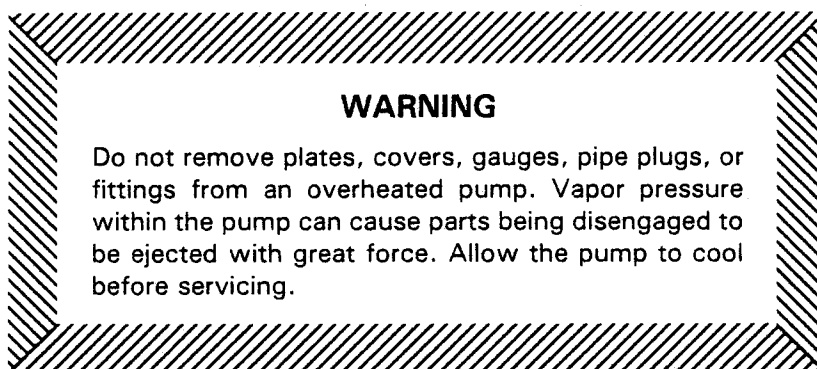 WARNING
Do not remove plates, covers, gauges, pipe plugs, or
fittings from an overheated pump. Vapor pressure
within the pump can cause parts being disengaged to
be ejected with great force. Allow the pump to cool
before servicing.